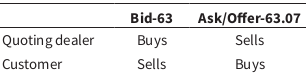 Bid-63 Ask/Offer-63.07
Quoting dealer Buys Sells
Customer Sells Buys